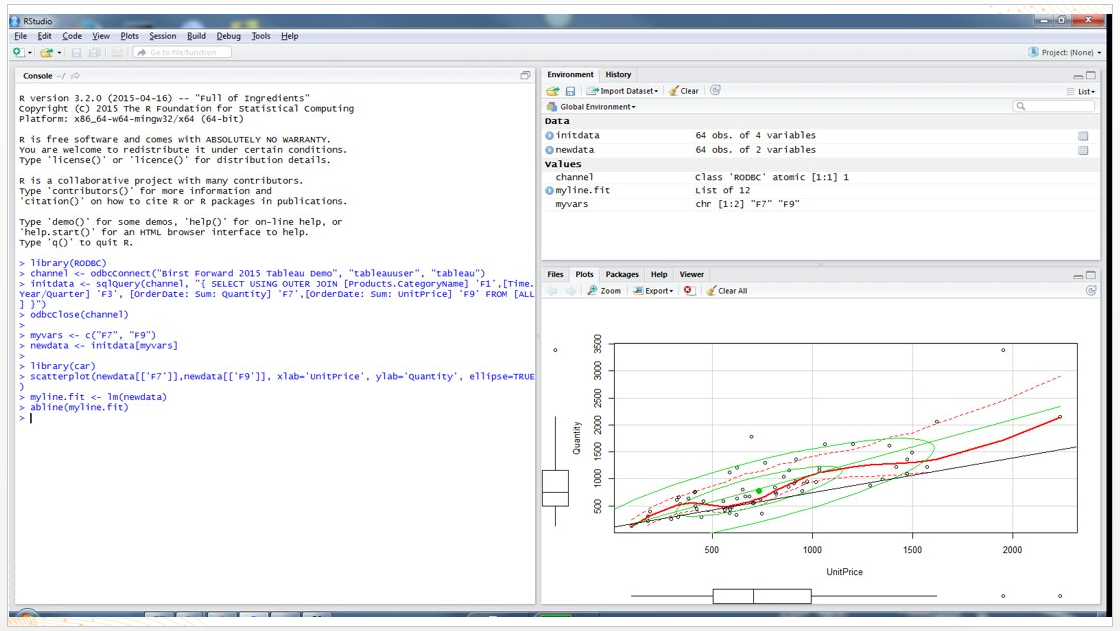 RStudio
File Edit Code View Plots Session Build Debug Tools Help
Go to file/function
Project: (None)
Console ~/
R version 3.2.0 (2015-04-16) -- "Full of Ingredients"
Copyright (C) 2015 The R Foundation for Statistical Computing
Platform: x86_64-w64-mingw32/x64 (64-bit)
R is free software and comes with ABSOLUTELY NO WARRANTY.
You are welcome to redistribute it under certain conditions.
Type 'license()' or 'licence()' for distribution details.
R is a collaborative project with many contributors.
Type 'contributors()' for more information and
'citation()' on how to cite R or R packages in publications.
Type 'demo()' for some demos, 'help()' for on-line help, or
'help.start()' for an HTML browser interface to help.
Type 'q()' to quit R.
> library(RODBC)
> channel <- odbcConnect("Birst Forward 2015 Tableau Demo", "tableauuser", "tableau")
> initdata <- sqlQuery(channel, "{ SELECT USING OUTER JOIN [Products.CategoryName] 'F1',[Time.
Year/Quarter] 'F3', [OrderDate: Sum: Quantity] 'F7',[OrderDate: Sum: UnitPrice] 'F9' FROM [ALL
] }")
> odbcClose(channel)
>
> myvars <- c("F7", "F9")
> newdata <- initdata[myvars]
>
> library(car)
> scatterplot(newdata[['F7']],newdata[['F9']], xlab='UnitPrice', ylab='Quantity', ellipse=TRUE
)
> myline.fit <- lm(newdata)
> abline(myline.fit)
>
Environment History
Import Dataset Clear List
Global Environment
Data
initdata 64 obs. of 4 variables
newdata 64 obs. of 2 variables
Values
channel Class 'RODBC' atomic [1:1] 1
myline.fit List of 12
myvars chr [1:2] "F7" "F9"
Files Plots Packages Help Viewer
Zoom Export Clear All
3500
3000
2500
2000
1500
1000
500
Quantity
500 1000 1500 2000
UnitPrice